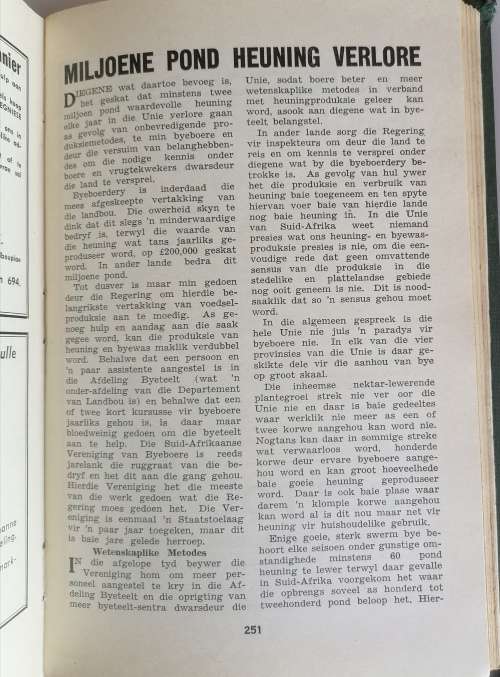 nier
MILJOENE POND HEUNING VERLORE
DIEGENE wat daartoe bevoeg is,
het geskat dat minstens twee
miljoen pond waardevolle heuning
elke jaar in die Unie verlore gaan
as gevolg van onbevredigende pro-
duksiemetodes, te min byeboere en
deur die versuim van belanghebben-
des om die nodige kennis onder
boere en vrugtekwekers dwarsdeur
die land te versprei.
Byeboerdery is inderdaad die
mees afgeskeepte vertakking van
die landbou. Die owerheid skyn te
dink dat dit slegs 'n minderwaardige
bedryf is, terwyl die waarde van
die heuning wat tans jaarliks ge-
produseer word, op £200,000 geskat
word. In ander lande bedra dit
miljoene pond.
Tot dusver is maar min gedoen
deur die Regering om hierdie be-
langrikste vertakking van voedsel-
produksie aan te moedig. As ge-
noeg hulp en aandag aan die saak
gegee word, kan die produksie van
heuning en byewas maklik verdubbel
word. Behalwe dat een persoon en
'n paar assistente aangestel is in
die Afdeling Byeteelt (wat 'n
onder-afdeling van die Departement
van Landbou is) en behalwe dat een
of twee kort kursusse vir byeboere
jaarliks gehou is, is daar maar
bloedweinig gedoen om die byeteelt
aan te help. Die Suid-Afrikaanse
Vereniging van Byeboere is reeds
jarelank die ruggraat van die be-
dryf en het dit aan die gang gehou.
Hierdie Vereniging het die meeste
van die werk gedoen wat die Re-
gering moes gedoen het. Die Ver-
eniging is eenmaal 'n Staatstoelaag
vir 'n paar jaar toegeken, maar dit
is baie jare gelede herroep.
Wetenskaplike Metodes
IN die afgelope tyd beywer die
Vereniging hom om meer per-
soneel aangestel te kry in die Af-
deling Byeteelt en die oprigting van
meer byeteelt-sentra dwarsdeur die
Unie, sodat boere beter en meer
wetenskaplike metodes in verband
met heuningproduksie geleer kan
word, asook aan diegene wat in bye-
teelt belangstel.
In ander lande sorg die Regering
vir inspekteurs om deur die land te
reis en om kennis te versprei onder
diegene wat by die byeboerdery be-
trokke is. As gevolg van hul ywer
het die produksie en verbruik van
heuning baie toegeneem en ten spyte
hiervan voer baie van hierdie lande
nog baie heuning in. In die Unie
van Suid-Afrika weet niemand
presies wat ons heuning- en byewas-
produksie presies is nie, om die een-
voudige rede dat geen omvattende
sensus van die produksie in die
stedelike en plattelandse gebiede
nog ooit geneem is nie. Dit is nood-
saaklik dat so 'n sensus gehou moet
word.
In die algemeen gespreek is die
hele Unie nie juis 'n paradys vir
byeboere nie. In elk van die vier
provinsies van die Unie is daar ge-
skikte dele vir die aanhou van bye
op groot skaal.
Die inheemse nektar-lewerende
plantegroei strek nie ver oor die
Unie nie en daar is baie gedeeltes
waar werklik nie meer as een of
twee korwe aangehou kan word nie.
Nogtans kan daar in sommige streke
wat verwaarloos word, honderde
korwe deur ervare byeboere aange-
hou word en kan groot hoeveelhede
baie goeie heuning geproduseer
word. Daar is ook baie plase waar
darem 'n klompie korwe aangehou
kan word al is dit nou maar net vir
heuning vir huishoudelike gebruik.
Enige goeie, sterk swerm bye be-
hoort elke seisoen onder gunstige om-
standighede minstens 60 pond
heuning te lewer terwyl daar gevalle
in Suid-Afrika voorgekom het waar
die opbrengs soveel as honderd tot
tweehonderd pond beloop het. Hier-
251